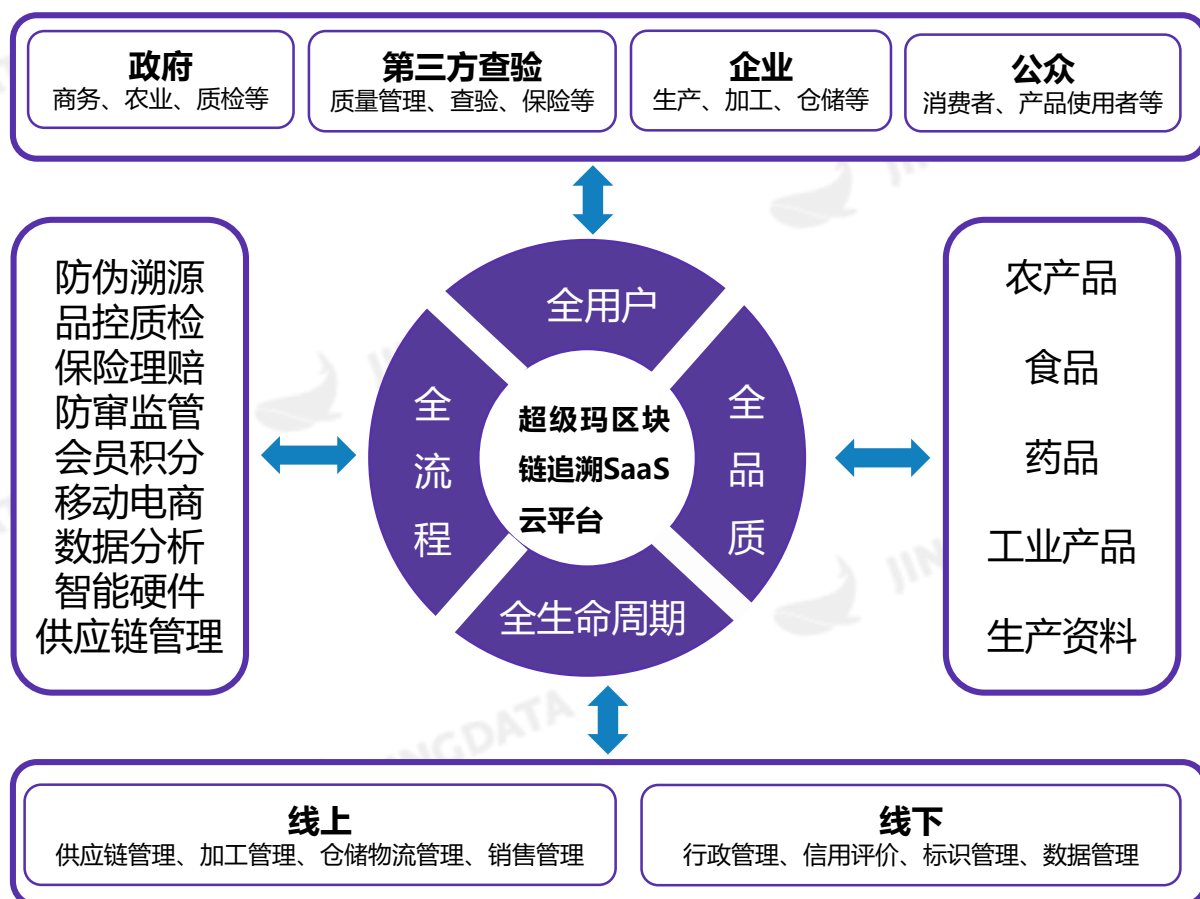 政府
商务、农业、质检等
第三方查验
质量管理、查验、保险等
企业
生产、加工、仓储等
公众
消费者、产品使用者等
防伪溯源
品控质检
保险理赔
防窜监管
会员积分
移动电商
数据分析
智能硬件
供应链管理
全用户
全流程
全品质
全生命周期
超级玛区块
链追溯SaaS
云平台
农产品
食品
药品
工业产品
生产资料
线上
供应链管理、加工管理、仓储物流管理、销售管理
线下
行政管理、信用评价、标识管理、数据管理
JINGDATA